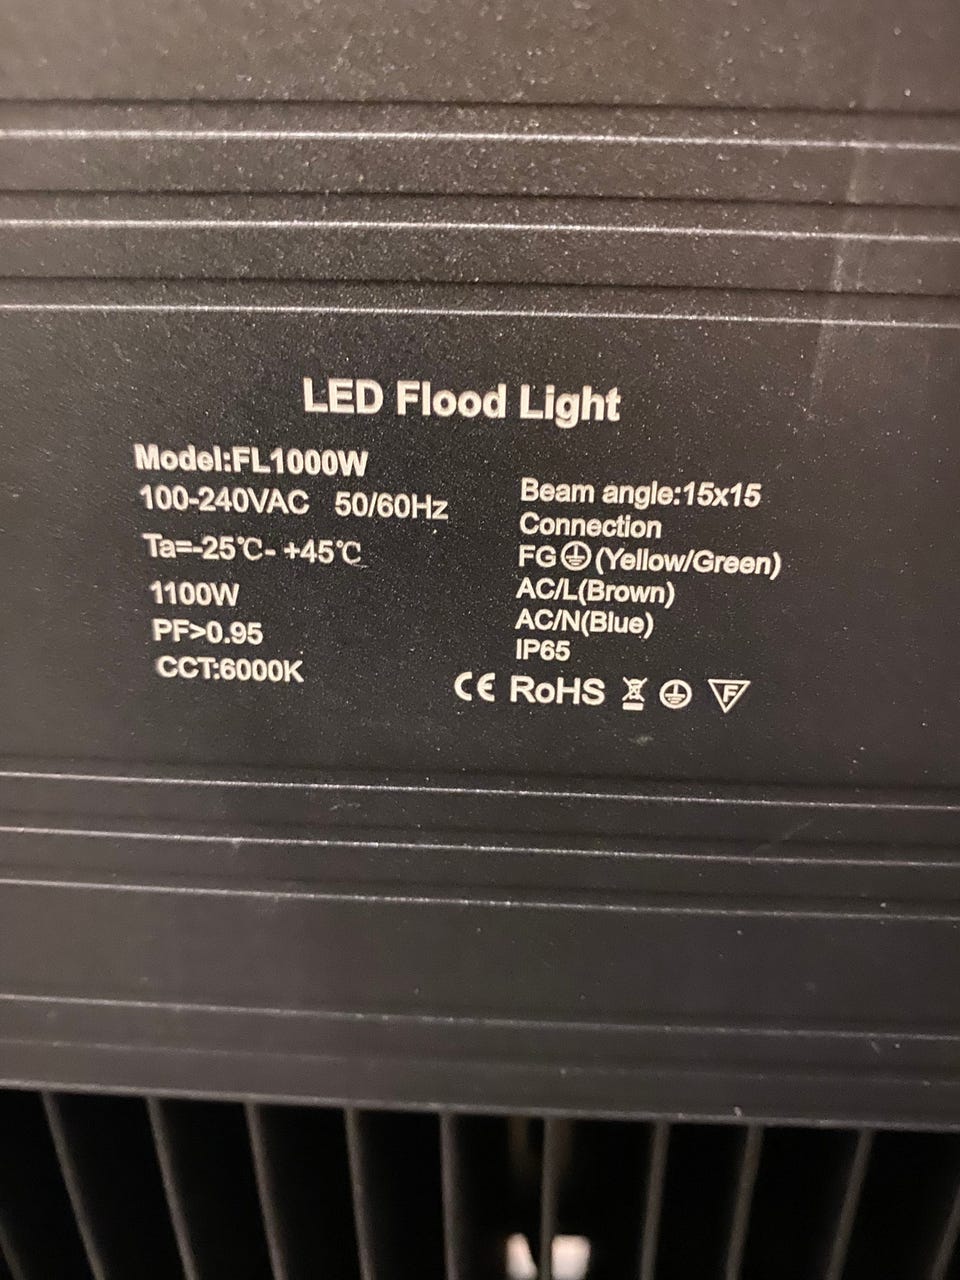 LED Flood Light
Model:FL1000W
100-240VAC 50/60Hz
Ta=-25℃- +45℃
1100W
PF>0.95
CCT:6000K
Beam angle:15x15
Connection
FG⏚(Yellow/Green)
AC/L(Brown)
AC/N(Blue)
IP65
CE RoHS F